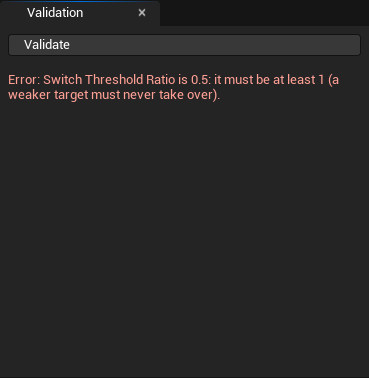 Validation
Validate
Error: Switch Threshold Ratio is 0.5: it must be at least 1 (a
weaker target must never take over).